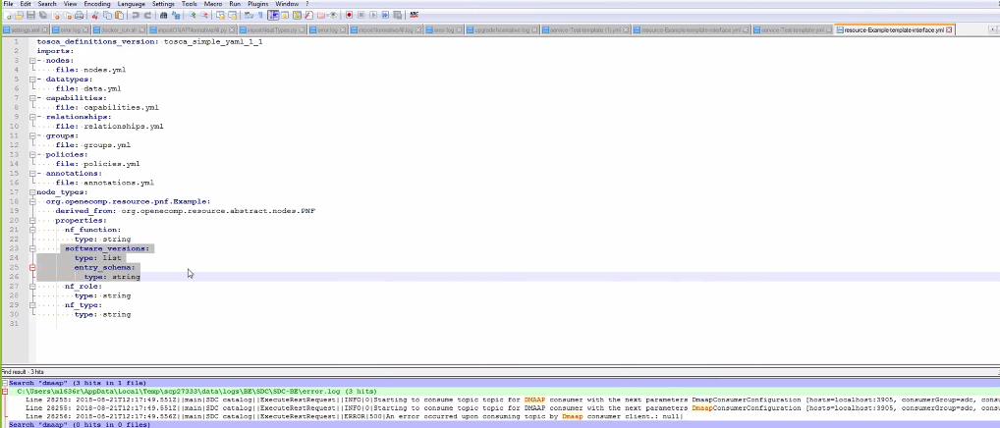 File Edit Search View Encoding Language Settings Tools Macro Run Plugins Window ?
settings.xml error.log docker_run.sh importONAPNormativeAll.py importHeatTypes.py error.log importNormativeAll.log error.log upgradeNormative.log service-Test-template (1).yml resource-Example-template-interface.yml service-Test-template.yml resource-Example-template-interface.yml
1 tosca_definitions_version: tosca_simple_yaml_1_1
2 imports:
3 - nodes:
4 file: nodes.yml
5 - datatypes:
6 file: data.yml
7 - capabilities:
8 file: capabilities.yml
9 - relationships:
10 file: relationships.yml
11 - groups:
12 file: groups.yml
13 - policies:
14 file: policies.yml
15 - annotations:
16 file: annotations.yml
17 node_types:
18 org.openecomp.resource.pnf.Example:
19 derived_from: org.openecomp.resource.abstract.nodes.PNF
20 properties:
21 nf_function:
22 type: string
23 software_versions:
24 type: list
25 entry_schema:
26 type: string
27 nf_role:
28 type: string
29 nf_type:
30 type: string
31
Find result - 3 hits
Search "dmaap" (3 hits in 1 file)
C:\Users\ml636r\AppData\Local\Temp\scp27333\data\logs\BE\SDC\SDC-BE\error.log (3 hits)
Line 28255: 2018-08-21T12:17:49.551Z||main|SDC catalog||ExecuteRestRequest||INFO|0|Starting to consume topic topic for DMAAP consumer with the next parameters DmaapConsumerConfiguration [hosts=localhost:3905, consumerGroup=sdc, cons
Line 28255: 2018-08-21T12:17:49.551Z||main|SDC catalog||ExecuteRestRequest||INFO|0|Starting to consume topic topic for DMAAP consumer with the next parameters DmaapConsumerConfiguration [hosts=localhost:3905, consumerGroup=sdc, cons
Line 28256: 2018-08-21T12:17:49.556Z||main|SDC catalog||ExecuteRestRequest||ERROR|500|An error occurred upon consuming topic by Dmaap consumer client.: null|
Search "dmaap" (0 hits in 0 files)